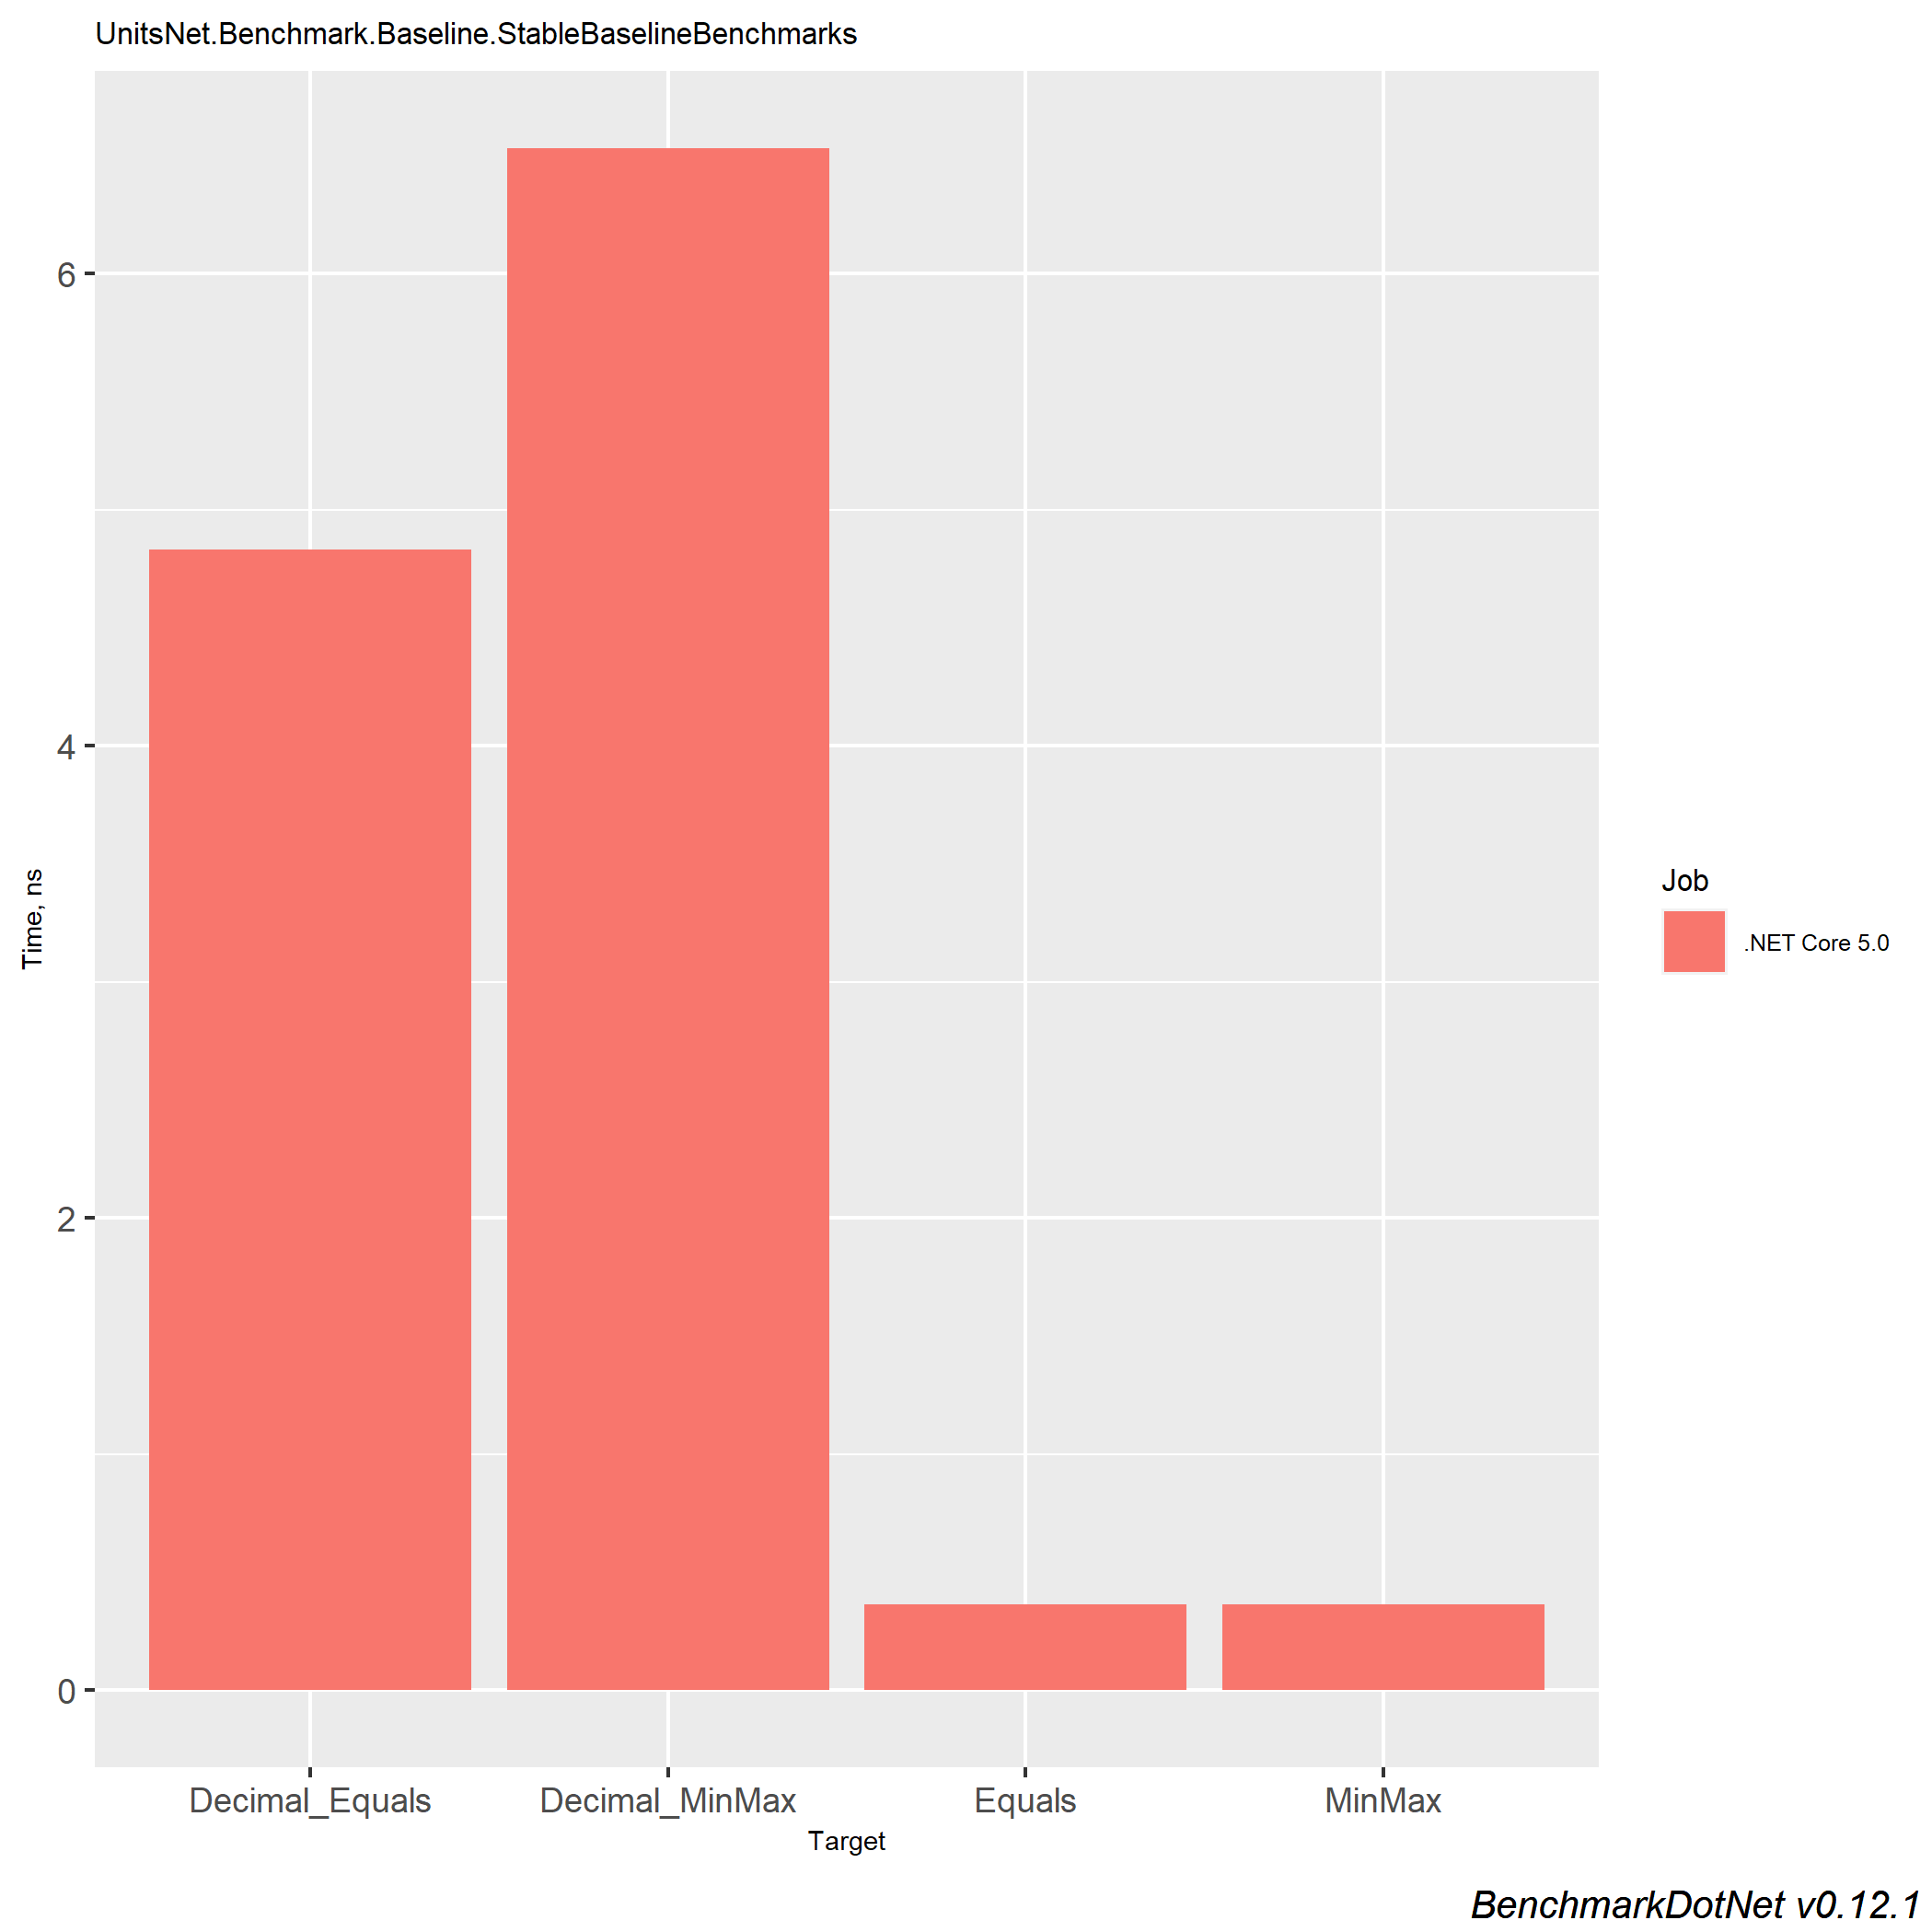 UnitsNet.Benchmark.Baseline.StableBaselineBenchmarks
6
4
2
0
Time, ns
Decimal_Equals
Decimal_MinMax
Equals
MinMax
Target
Job
.NET Core 5.0
BenchmarkDotNet v0.12.1